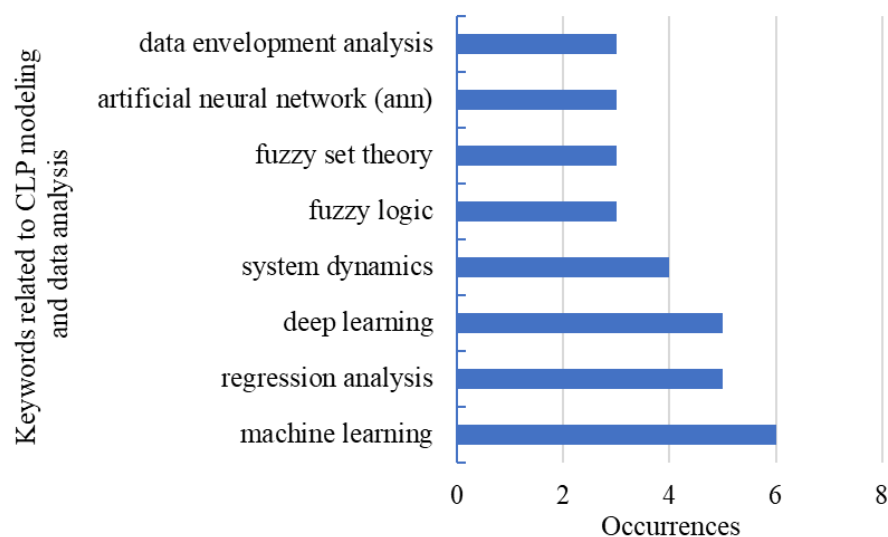 Keywords related to CLP modeling
and data analysis
data envelopment analysis
artificial neural network (ann)
fuzzy set theory
fuzzy logic
system dynamics
deep learning
regression analysis
machine learning
0 2 4 6 8
Occurrences